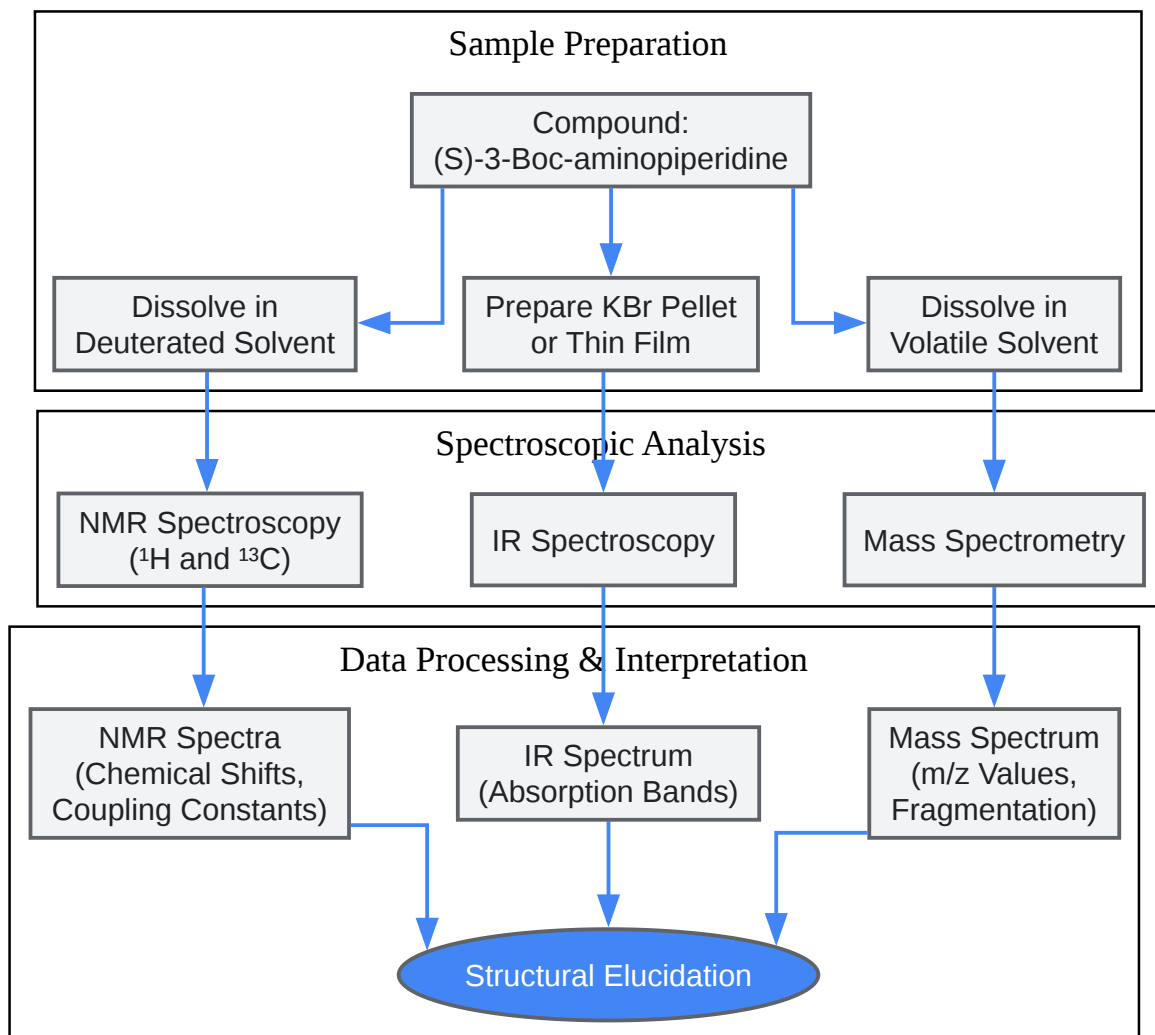 Sample Preparation
Compound:
(S)-3-Boc-aminopiperidine
Dissolve in
Deuterated Solvent
Prepare KBr Pellet
or Thin Film
Dissolve in
Volatile Solvent
Spectroscopic Analysis
NMR Spectroscopy
(¹H and ¹³C)
IR Spectroscopy
Mass Spectrometry
Data Processing & Interpretation
NMR Spectra
(Chemical Shifts,
Coupling Constants)
IR Spectrum
(Absorption Bands)
Mass Spectrum
(m/z Values,
Fragmentation)
Structural Elucidation